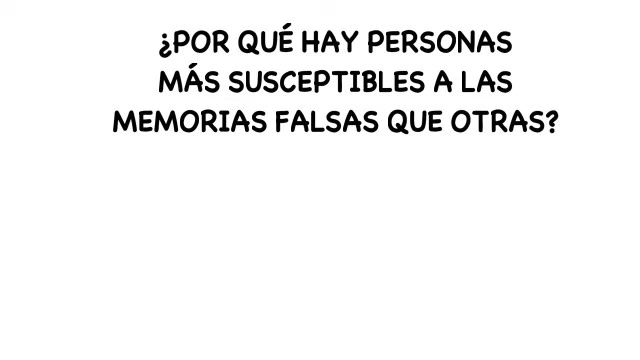 ¿POR QUÉ HAY PERSONAS
MÁS SUSCEPTIBLES A LAS
MEMORIAS FALSAS QUE OTRAS?